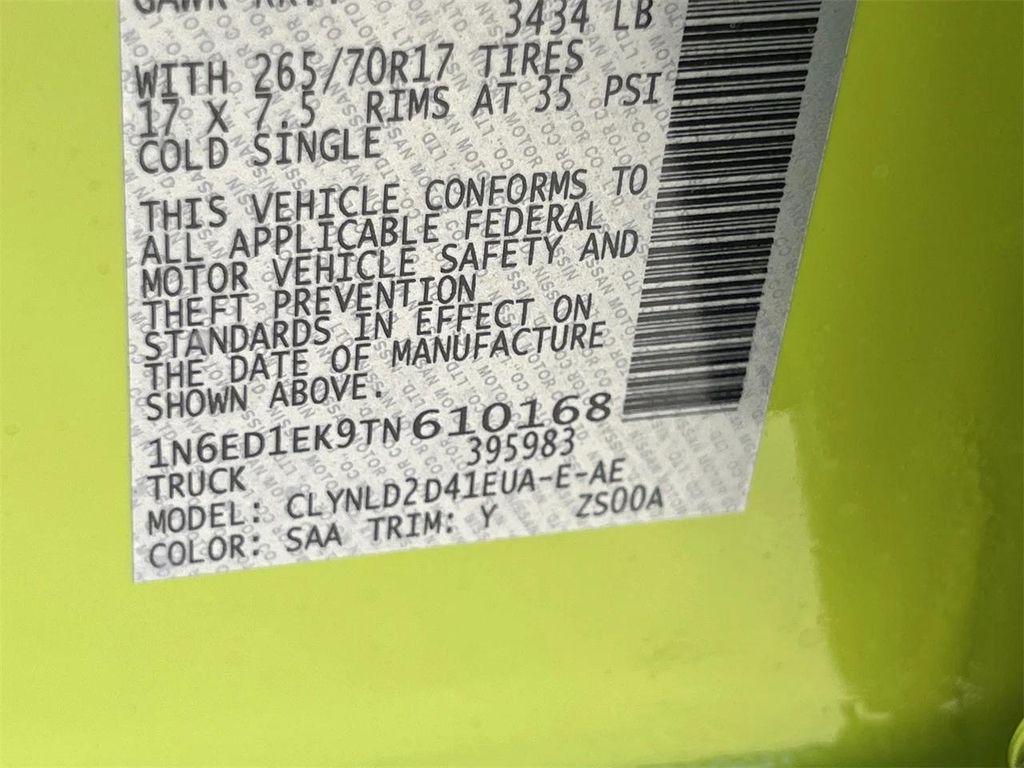 GAWR RR:
3434 LB
WITH 265/70R17 TIRES
17 X 7.5 RIMS AT 35 PSI
COLD SINGLE
THIS VEHICLE CONFORMS TO
ALL APPLICABLE FEDERAL
MOTOR VEHICLE SAFETY AND
THEFT PREVENTION
STANDARDS IN EFFECT ON
THE DATE OF MANUFACTURE
SHOWN ABOVE.
1N6ED1EK9TN610168
395983
TRUCK
MODEL: CLYNLD2D41EUA-E-AE
COLOR: SAA TRIM: Y ZS00A